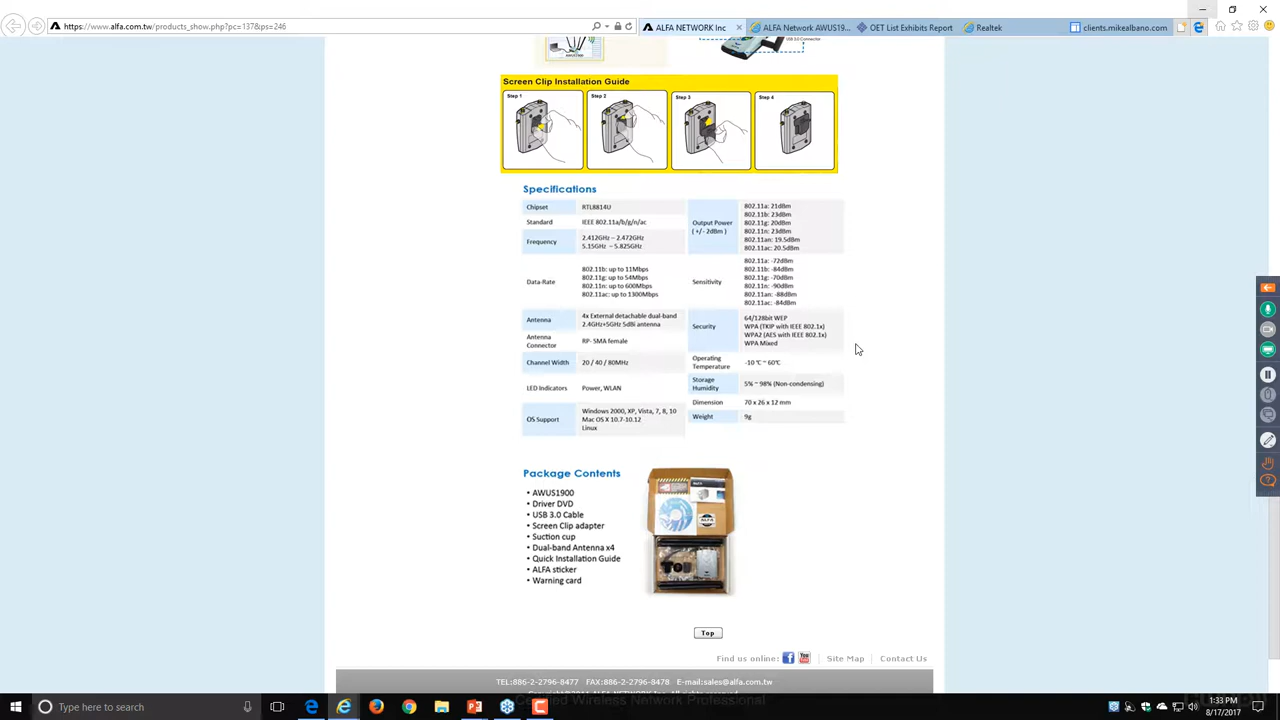 https://www.alfa.com.tw/products_show.php?pc=137&ps=246
ALFA NETWORK Inc
ALFA Network AWUS19...
OET List Exhibits Report
Realtek
clients.mikealbano.com
AWUS1900
USB 3.0 Connector
Screen Clip Installation Guide
Step 1
Step 2
Step 3
Step 4
Specifications
Chipset RTL8814U
Standard IEEE 802.11a/b/g/n/ac
Frequency 2.412GHz – 2.472GHz
5.15GHz ~ 5.825GHz
Data-Rate 802.11b: up to 11Mbps
802.11g: up to 54Mbps
802.11n: up to 600Mbps
802.11ac: up to 1300Mbps
Antenna 4x External detachable dual-band
2.4GHz+5GHz 5dBi antenna
Antenna
Connector RP- SMA female
Channel Width 20 / 40 / 80MHz
LED Indicators Power, WLAN
OS Support Windows 2000, XP, Vista, 7, 8, 10
Mac OS X 10.7-10.12
Linux
Output Power
( +/- 2dBm )
802.11a: 21dBm
802.11b: 23dBm
802.11g: 20dBm
802.11n: 23dBm
802.11an: 19.5dBm
802.11ac: 20.5dBm
Sensitivity 802.11a: -72dBm
802.11b: -84dBm
802.11g: -70dBm
802.11n: -90dBm
802.11an: -88dBm
802.11ac: -84dBm
Security 64/128bit WEP
WPA (TKIP with IEEE 802.1x)
WPA2 (AES with IEEE 802.1x)
WPA Mixed
Operating
Temperature -10 ℃ ~ 60℃
Storage
Humidity 5% ~ 98% (Non-condensing)
Dimension 70 x 26 x 12 mm
Weight 9g
Package Contents
• AWUS1900
• Driver DVD
• USB 3.0 Cable
• Screen Clip adapter
• Suction cup
• Dual-band Antenna x4
• Quick Installation Guide
• ALFA sticker
• Warning card
ALFA
Top
Find us online:
You
Site Map
Contact Us
TEL:886-2-2796-8477 FAX:886-2-2796-8478 E-mail:sales@alfa.com.tw
Certified Wireless Network Professional
Type here to search
1:33 PM
8/17/2017